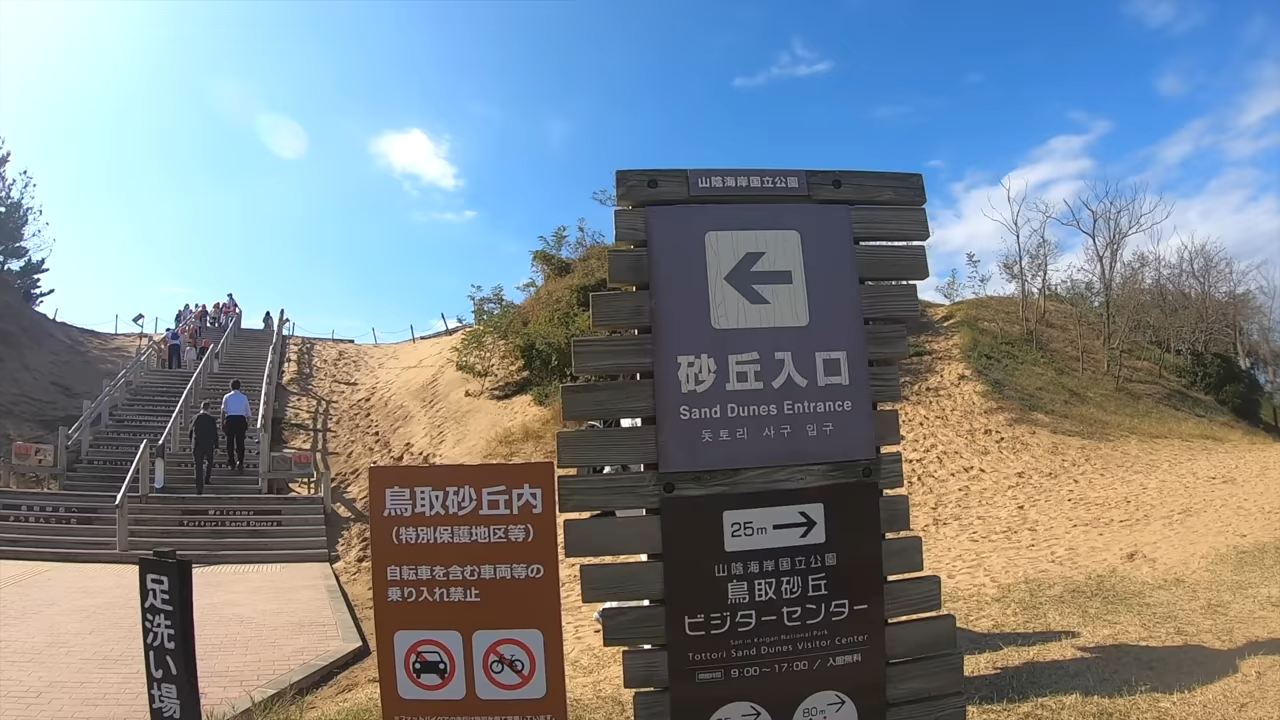 山陰海岸国立公園
砂丘入口
Sand Dunes Entrance
돗토리 사구 입구
25m
山陰海岸国立公園
鳥取砂丘
ビジターセンター
San in Kaigan National Park
Tottori Sand Dunes Visitor Center
9:00～17:00 / 入館無料
80m
鳥取砂丘内
(特別保護地区等)
自転車を含む車両等の
乗り入れ禁止
Welcome
Tottori Sand Dunes
鳥取砂丘へ
足洗い場